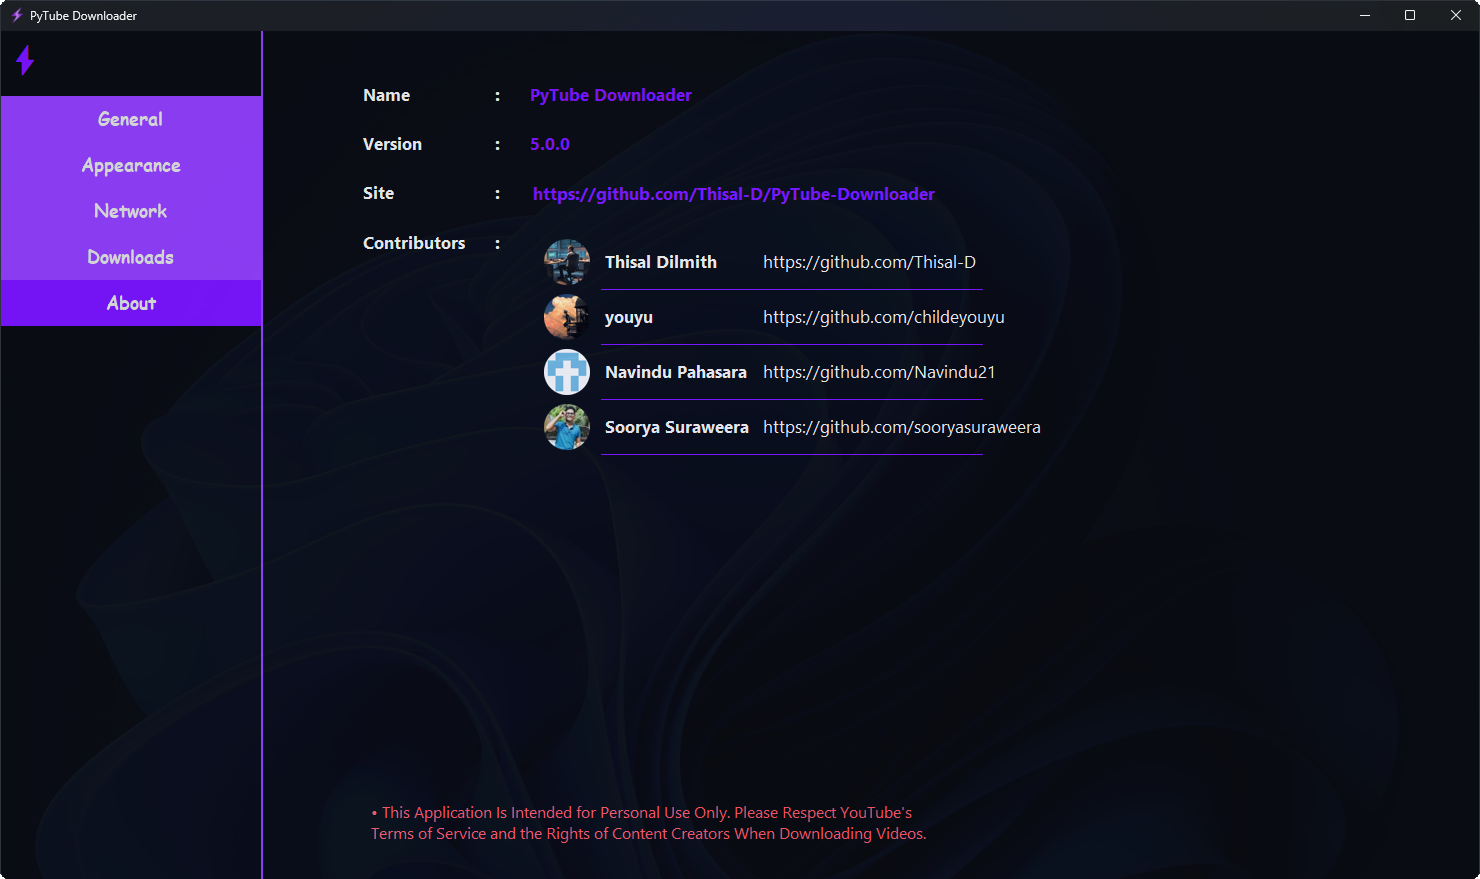 PyTube Downloader
General
Appearance
Network
Downloads
About
Name : PyTube Downloader
Version : 5.0.0
Site : https://github.com/Thisal-D/PyTube-Downloader
Contributors :
Thisal Dilmith https://github.com/Thisal-D
youyu https://github.com/childeyouyu
Navindu Pahasara https://github.com/Navindu21
Soorya Suraweera https://github.com/sooryasuraweera
• This Application Is Intended for Personal Use Only. Please Respect YouTube's
Terms of Service and the Rights of Content Creators When Downloading Videos.